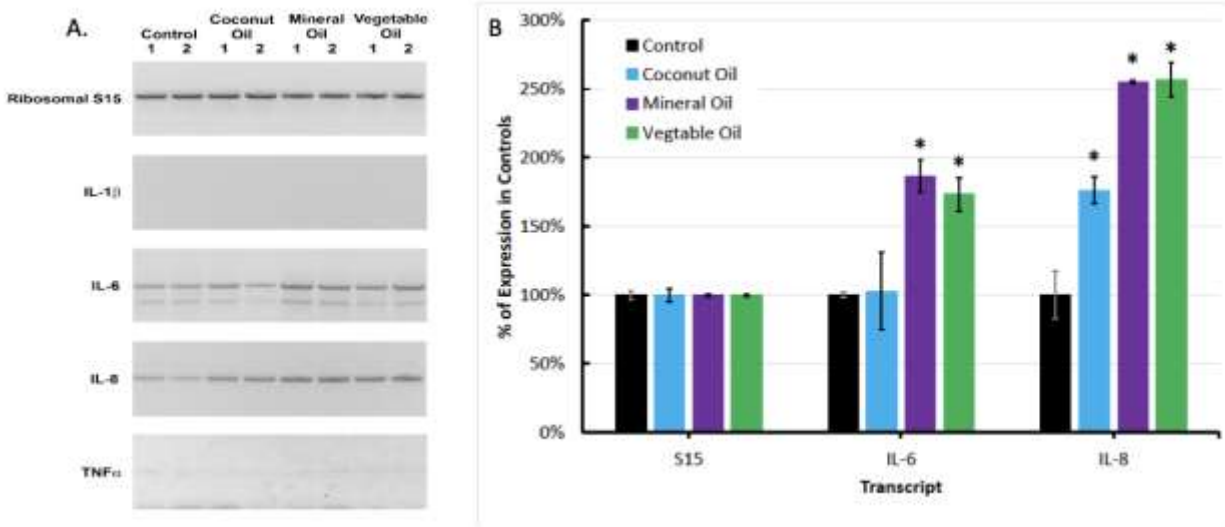 A.
Control
Coconut
Oil
Mineral
Oil
Vegetable
Oil
1 2 1 2 1 2 1 2
Ribosomal S15
IL-1β
IL-6
IL-8
TNFα
B
300%
250%
200%
150%
100%
50%
0%
% of Expression in Controls
Control
Coconut Oil
Mineral Oil
Vegtable Oil
* * * * *
S15 IL-6 IL-8
Transcript